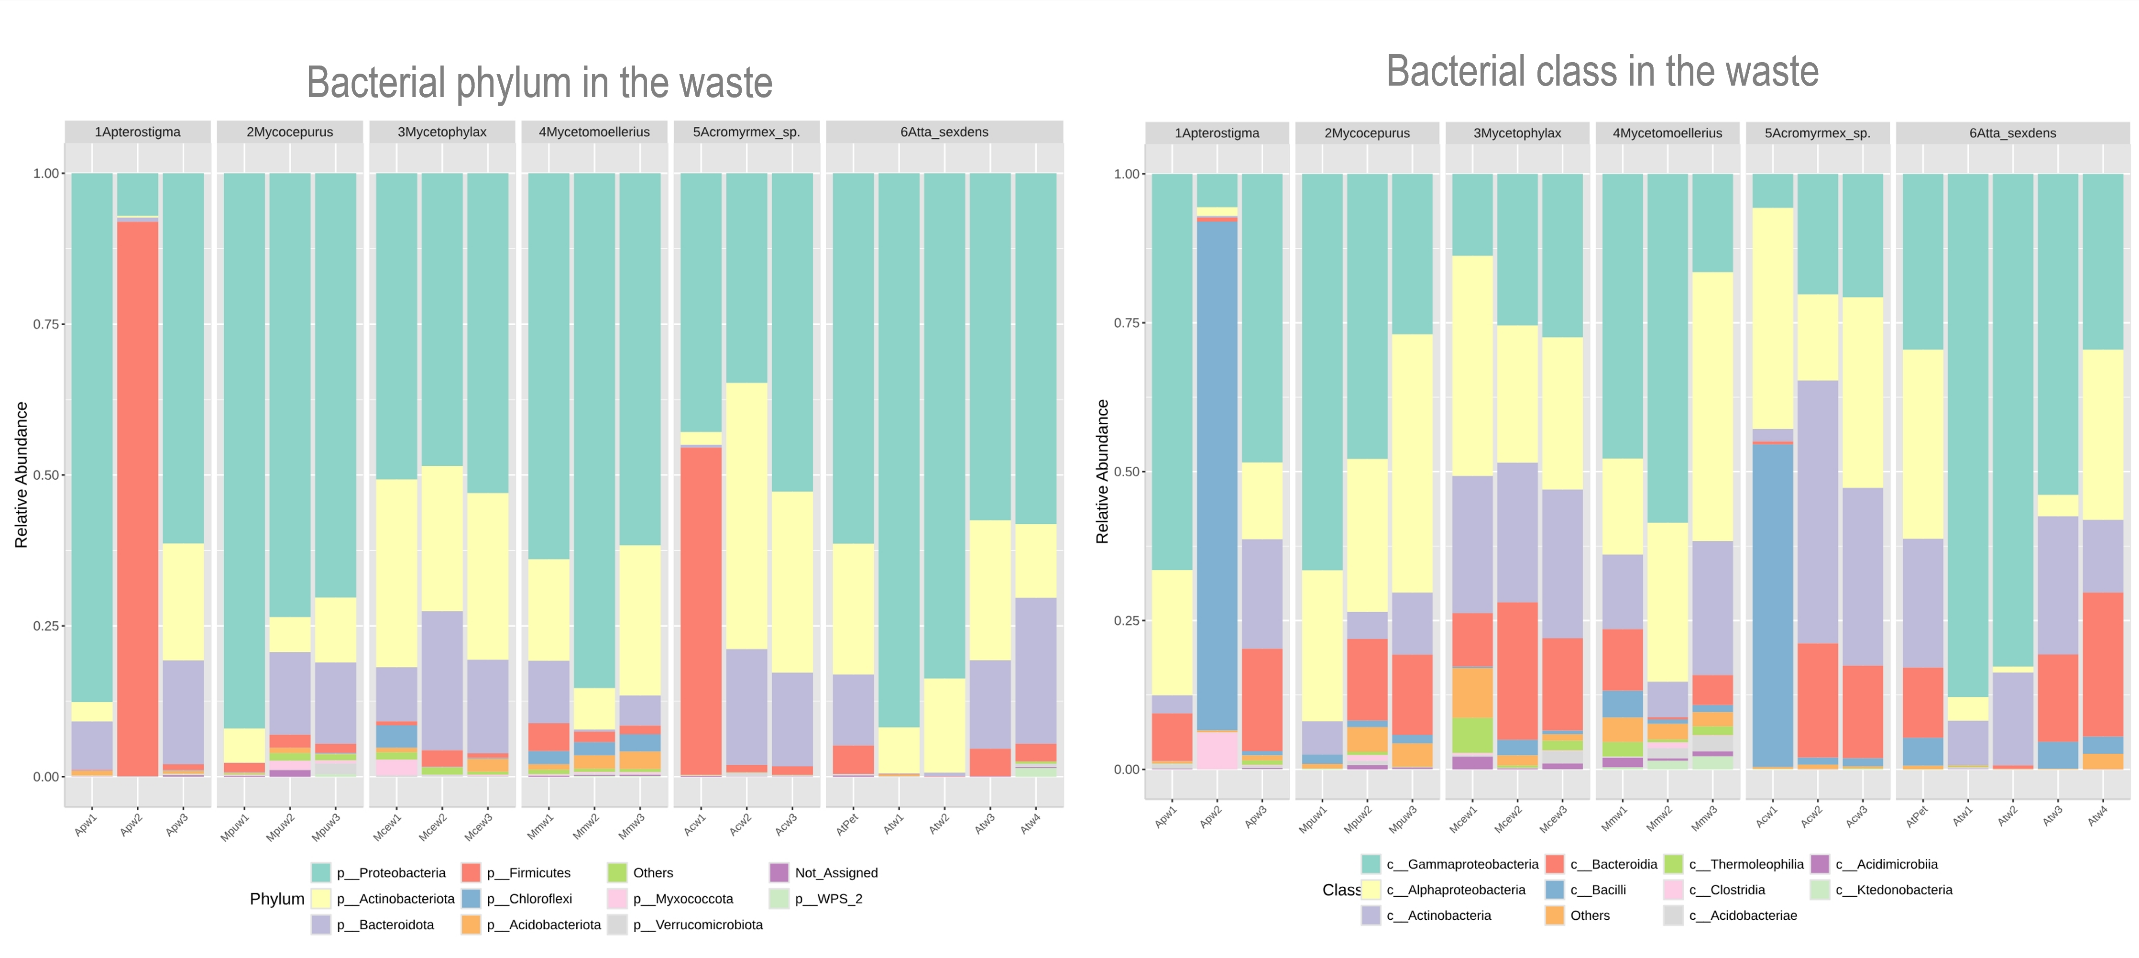 Bacterial phylum in the waste
1Apterostigma 2Mycocepurus 3Mycetophylax 4Mycetomoellerius 5Acromyrmex_sp. 6Atta_sexdens
1.00
0.75
0.50
0.25
0.00
Relative Abundance
Apw1 Apw2 Apw3 Mpuw1 Mpuw2 Mpuw3 Mcew1 Mcew2 Mcew3 Mmw1 Mmw2 Mmw3 Acw1 Acw2 Acw3 AtPet Atw1 Atw2 Atw3 Atw4
Phylum
p__Proteobacteria p__Firmicutes Others Not_Assigned
p__Actinobacteriota p__Chloroflexi p__Myxococcota p__WPS_2
p__Bacteroidota p__Acidobacteriota p__Verrucomicrobiota
Bacterial class in the waste
1Apterostigma 2Mycocepurus 3Mycetophylax 4Mycetomoellerius 5Acromyrmex_sp. 6Atta_sexdens
1.00
0.75
0.50
0.25
0.00
Relative Abundance
Apw1 Apw2 Apw3 Mpuw1 Mpuw2 Mpuw3 Mcew1 Mcew2 Mcew3 Mmw1 Mmw2 Mmw3 Acw1 Acw2 Acw3 AtPet Atw1 Atw2 Atw3 Atw4
Class
c__Gammaproteobacteria c__Bacteroidia c__Thermoleophilia c__Acidimicrobiia
c__Alphaproteobacteria c__Bacilli c__Clostridia c__Ktedonobacteria
c__Actinobacteria Others c__Acidobacteriae